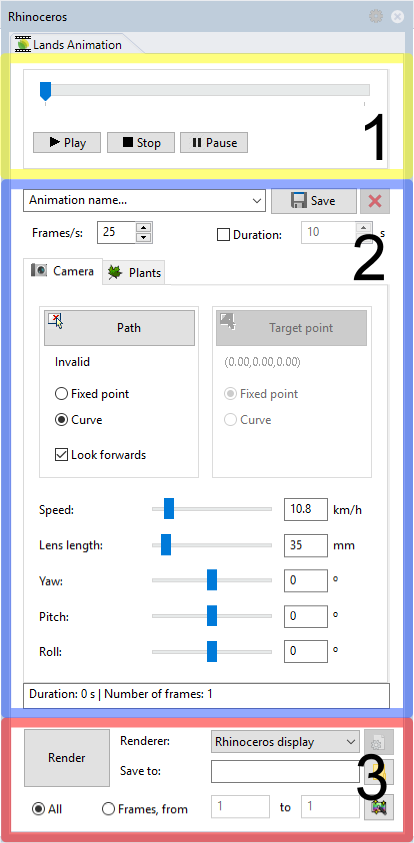 Rhinoceros
Lands Animation
Play Stop Pause
1
Animation name... Save
Frames/s: 25 Duration: 10 s
2
Camera Plants
Path Target point
Invalid (0.00,0.00,0.00)
Fixed point Fixed point
Curve Curve
Look forwards
Speed: 10.8 km/h
Lens length: 35 mm
Yaw: 0 º
Pitch: 0 º
Roll: 0 º
Duration: 0 s | Number of frames: 1
Render Renderer: Rhinoceros display
Save to:
3
All Frames, from 1 to 1